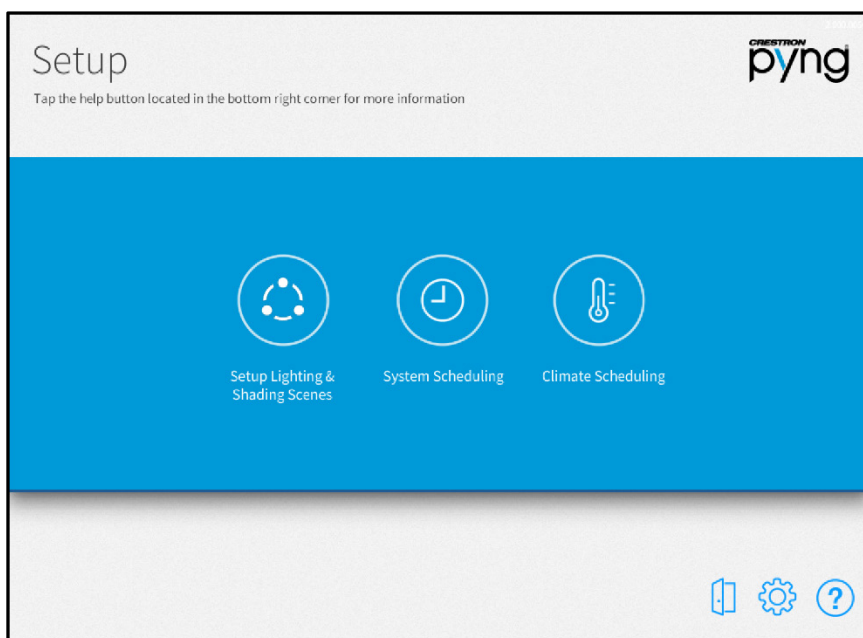 Setup
CRESTRON
pyng
Tap the help button located in the bottom right corner for more information
Setup Lighting &
Shading Scenes
System Scheduling
Climate Scheduling
?